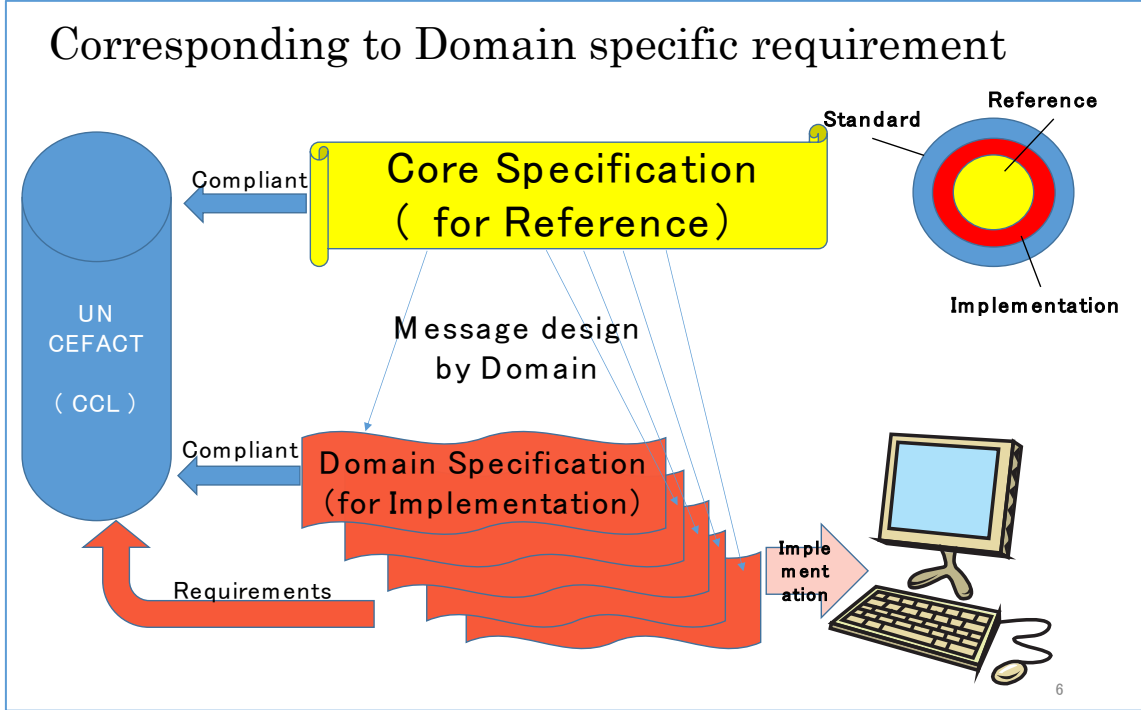 Corresponding to Domain specific requirement
Reference
Standard
Compliant
Core Specification
( for Reference)
Implementation
UN
CEFACT
( CCL )
Message design
by Domain
Compliant
Domain Specification
(for Implementation)
Imple
ment
ation
Requirements
6